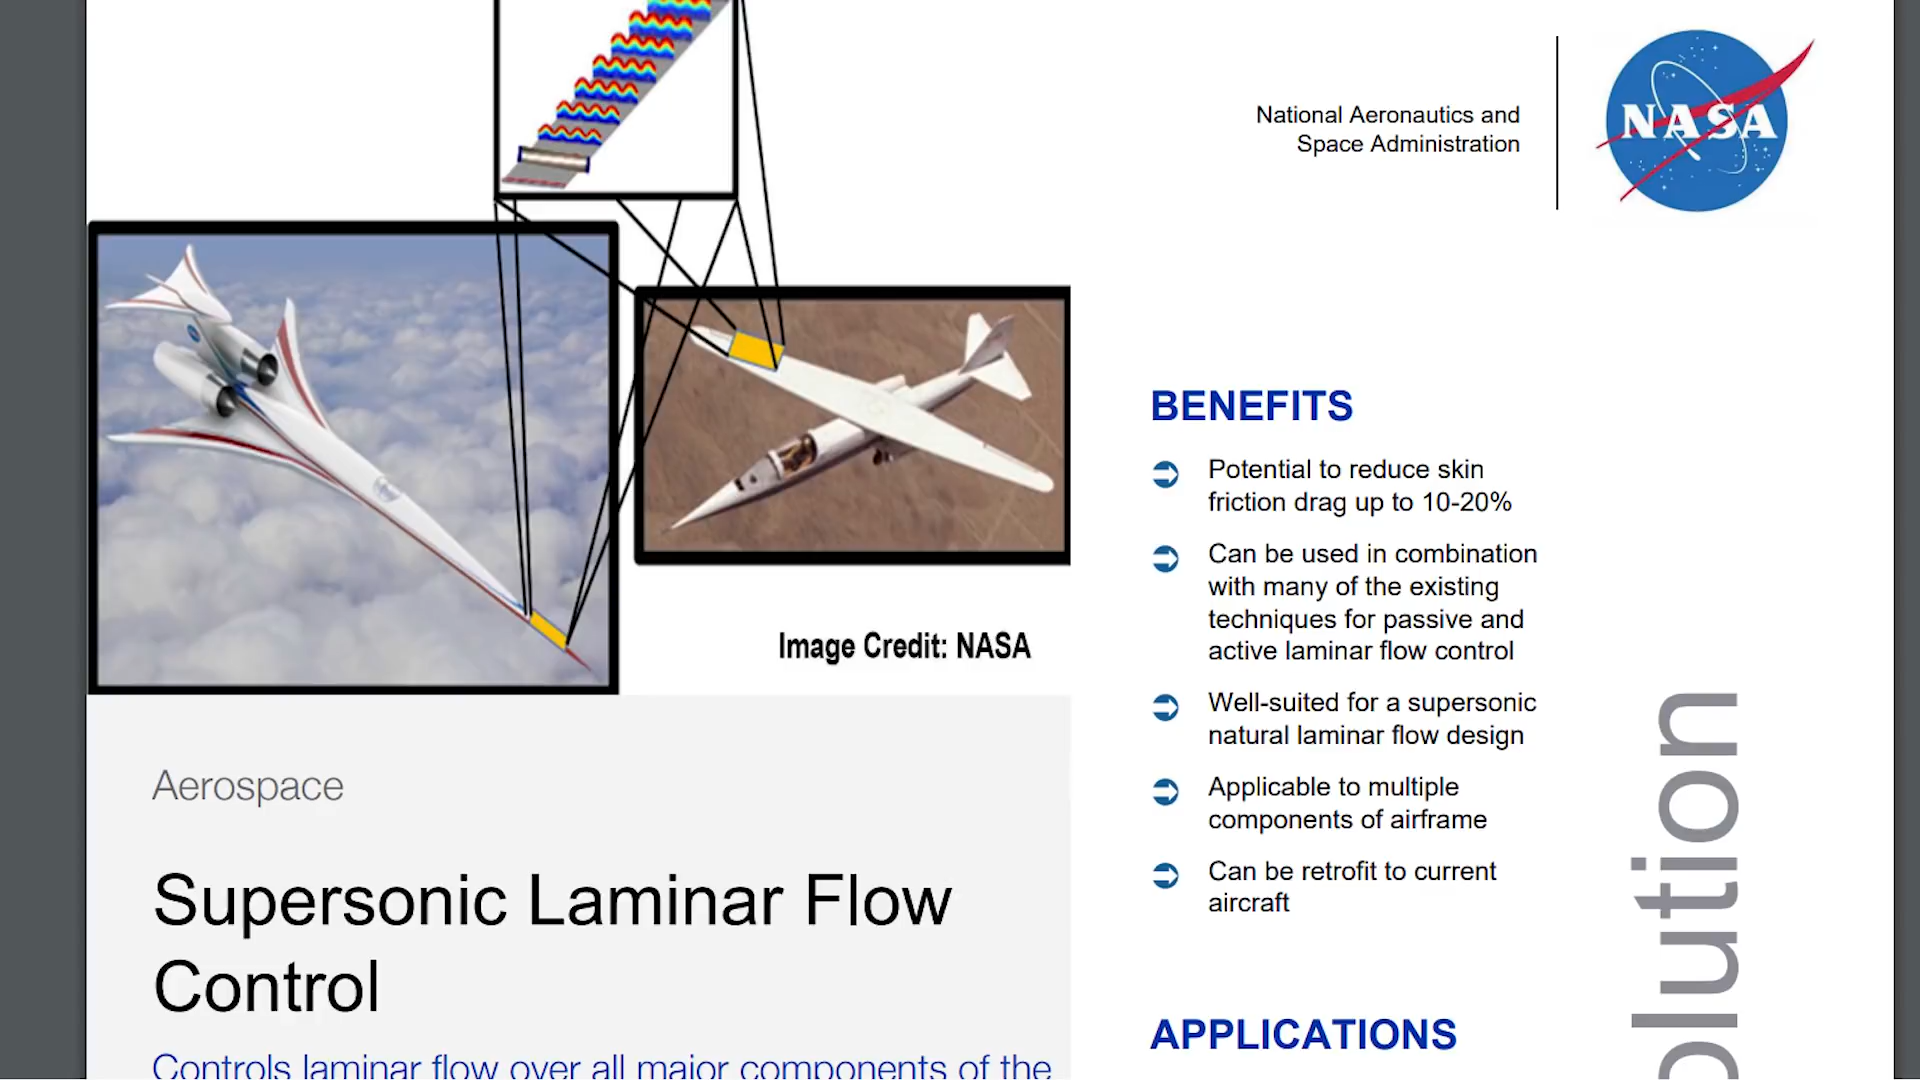 National Aeronautics and
Space Administration
NASA
Image Credit: NASA
Aerospace
Supersonic Laminar Flow
Control
Controls laminar flow over all major components of the
BENEFITS
Potential to reduce skin
friction drag up to 10-20%
Can be used in combination
with many of the existing
techniques for passive and
active laminar flow control
Well-suited for a supersonic
natural laminar flow design
Applicable to multiple
components of airframe
Can be retrofit to current
aircraft
APPLICATIONS
olution